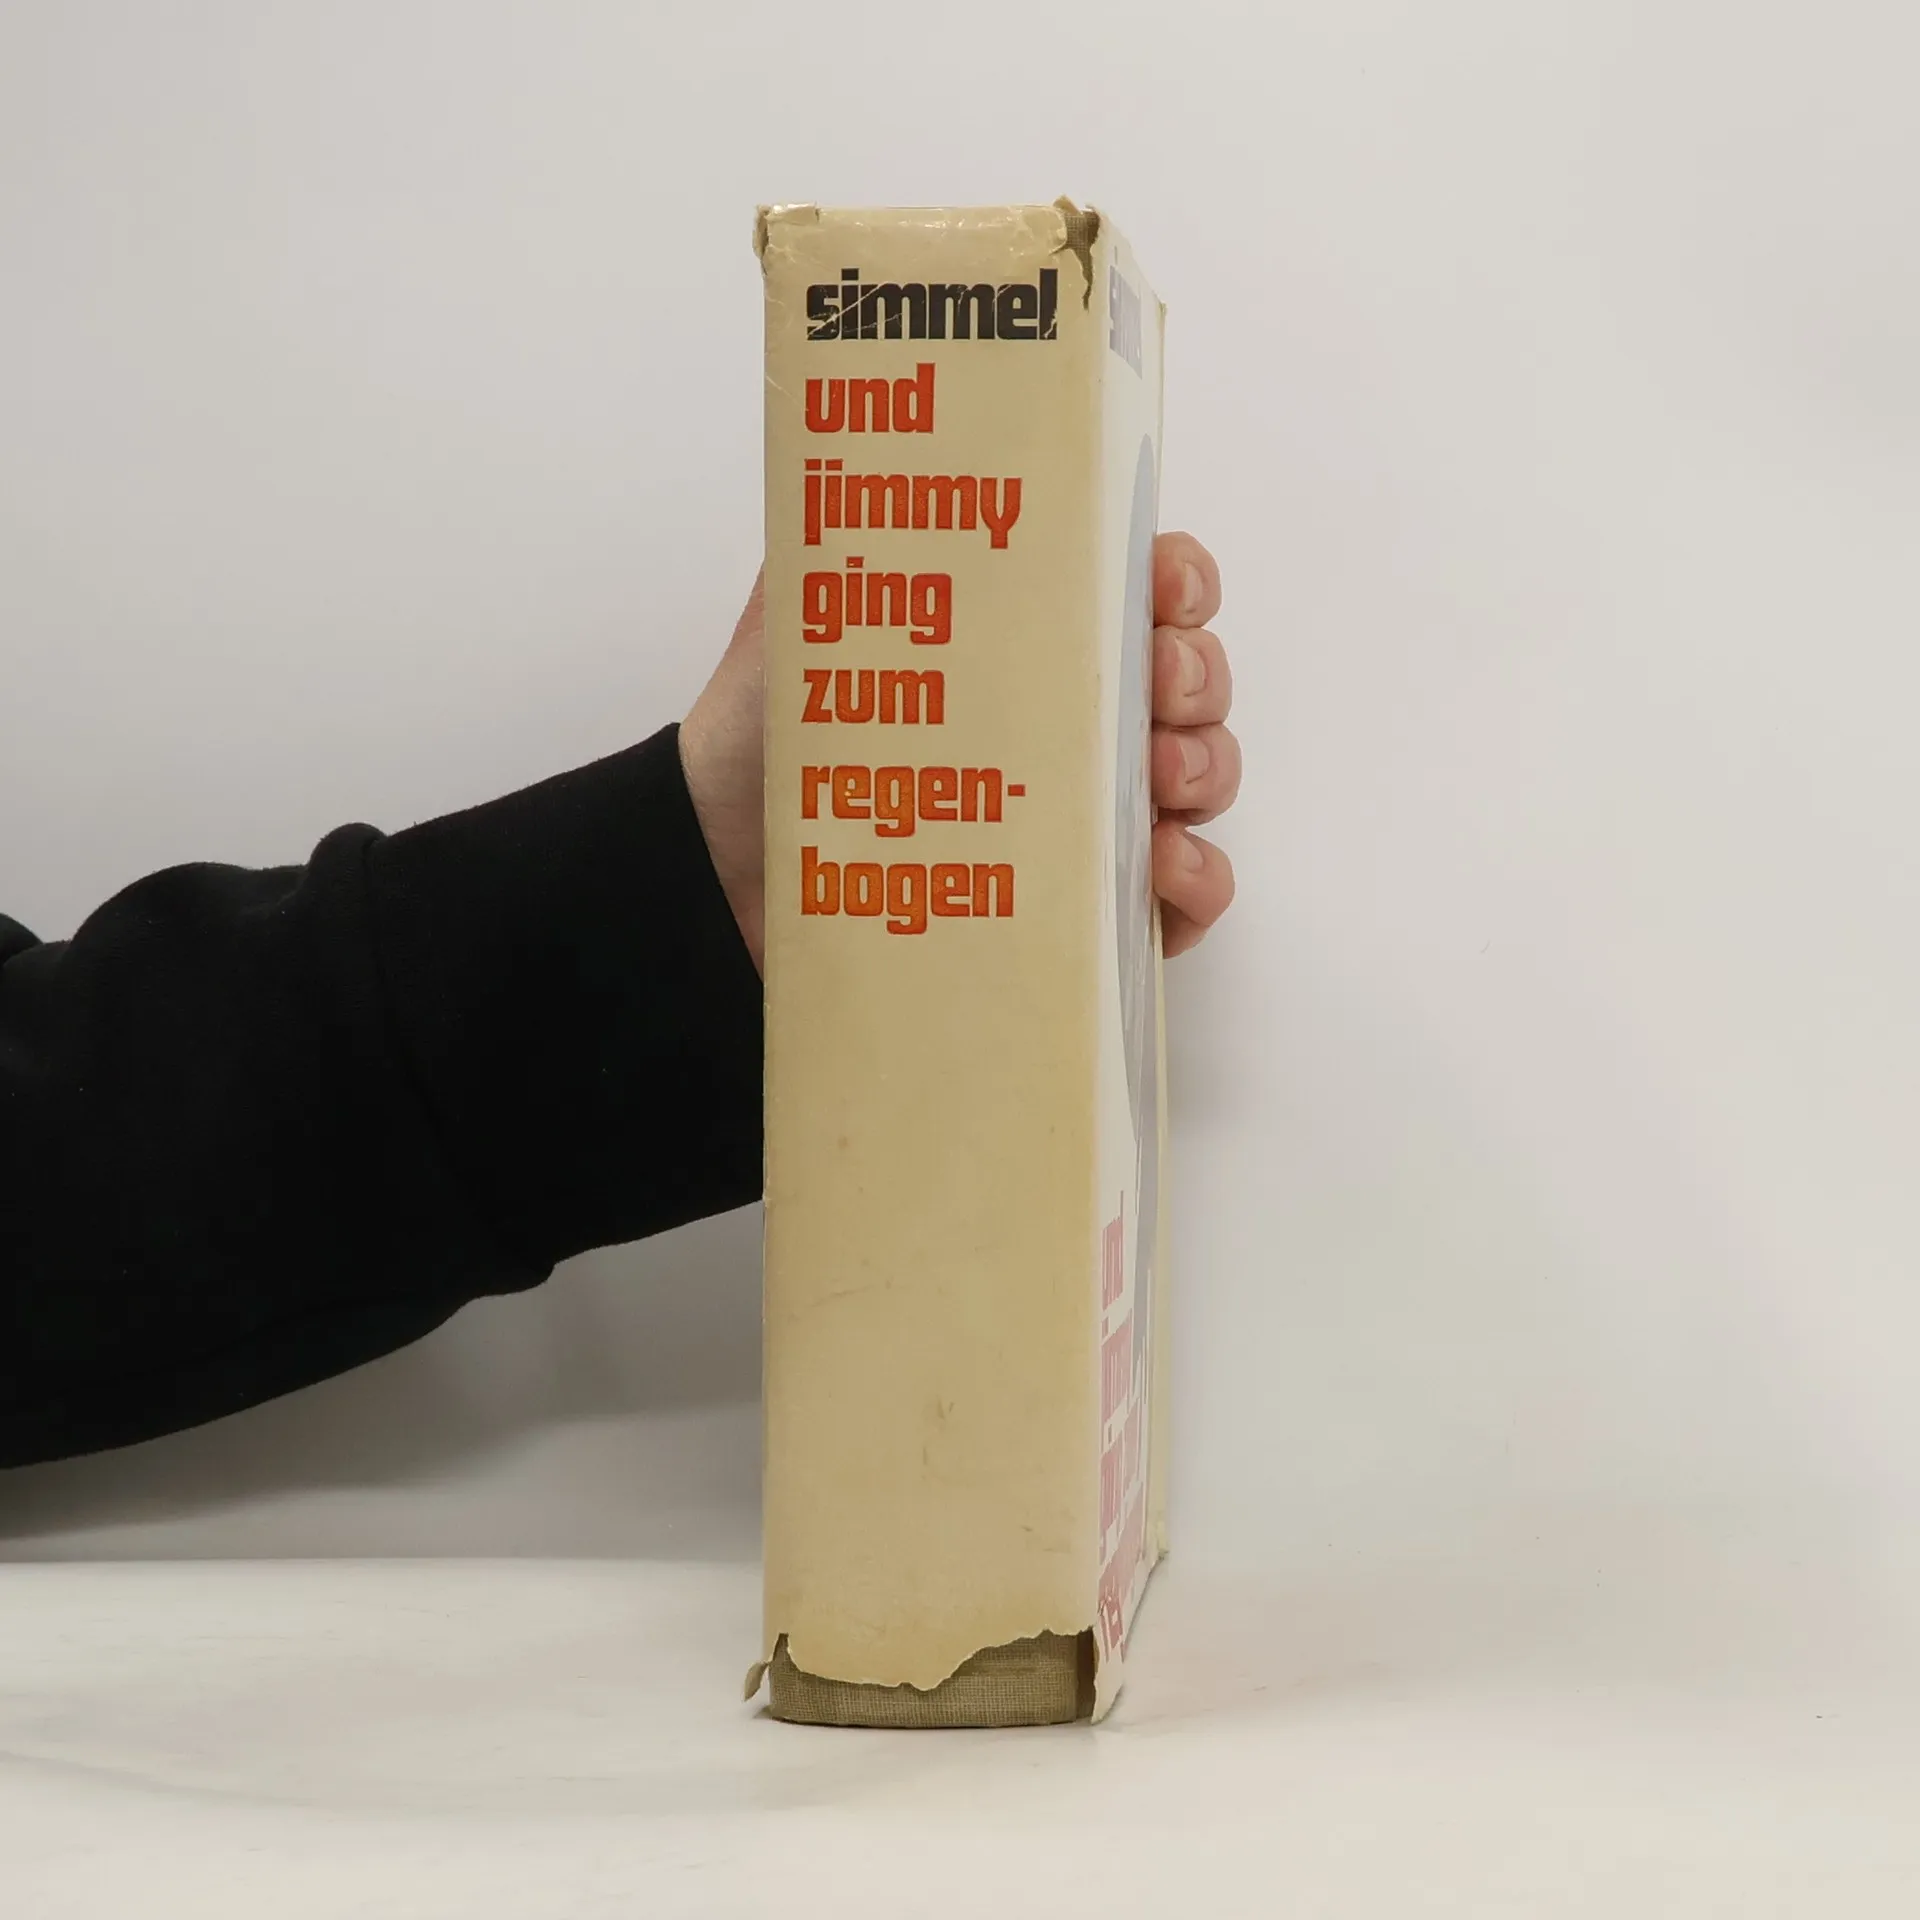 simmel
und
jimmy
ging
zum
regen-
bogen